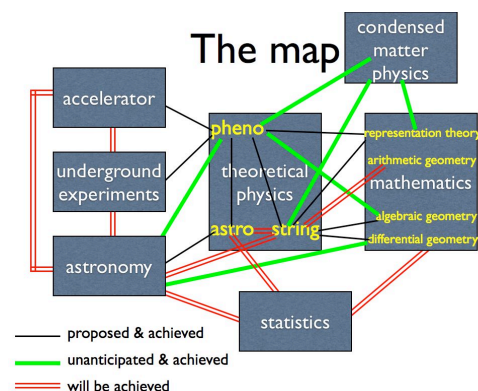 The map
condensed
matter
physics
accelerator
underground
experiments
astronomy
pheno
theoretical
physics
astro
string
representation theory
arithmetic geometry
mathematics
algebraic geometry
differential geometry
statistics
proposed & achieved
unanticipated & achieved
will be achieved